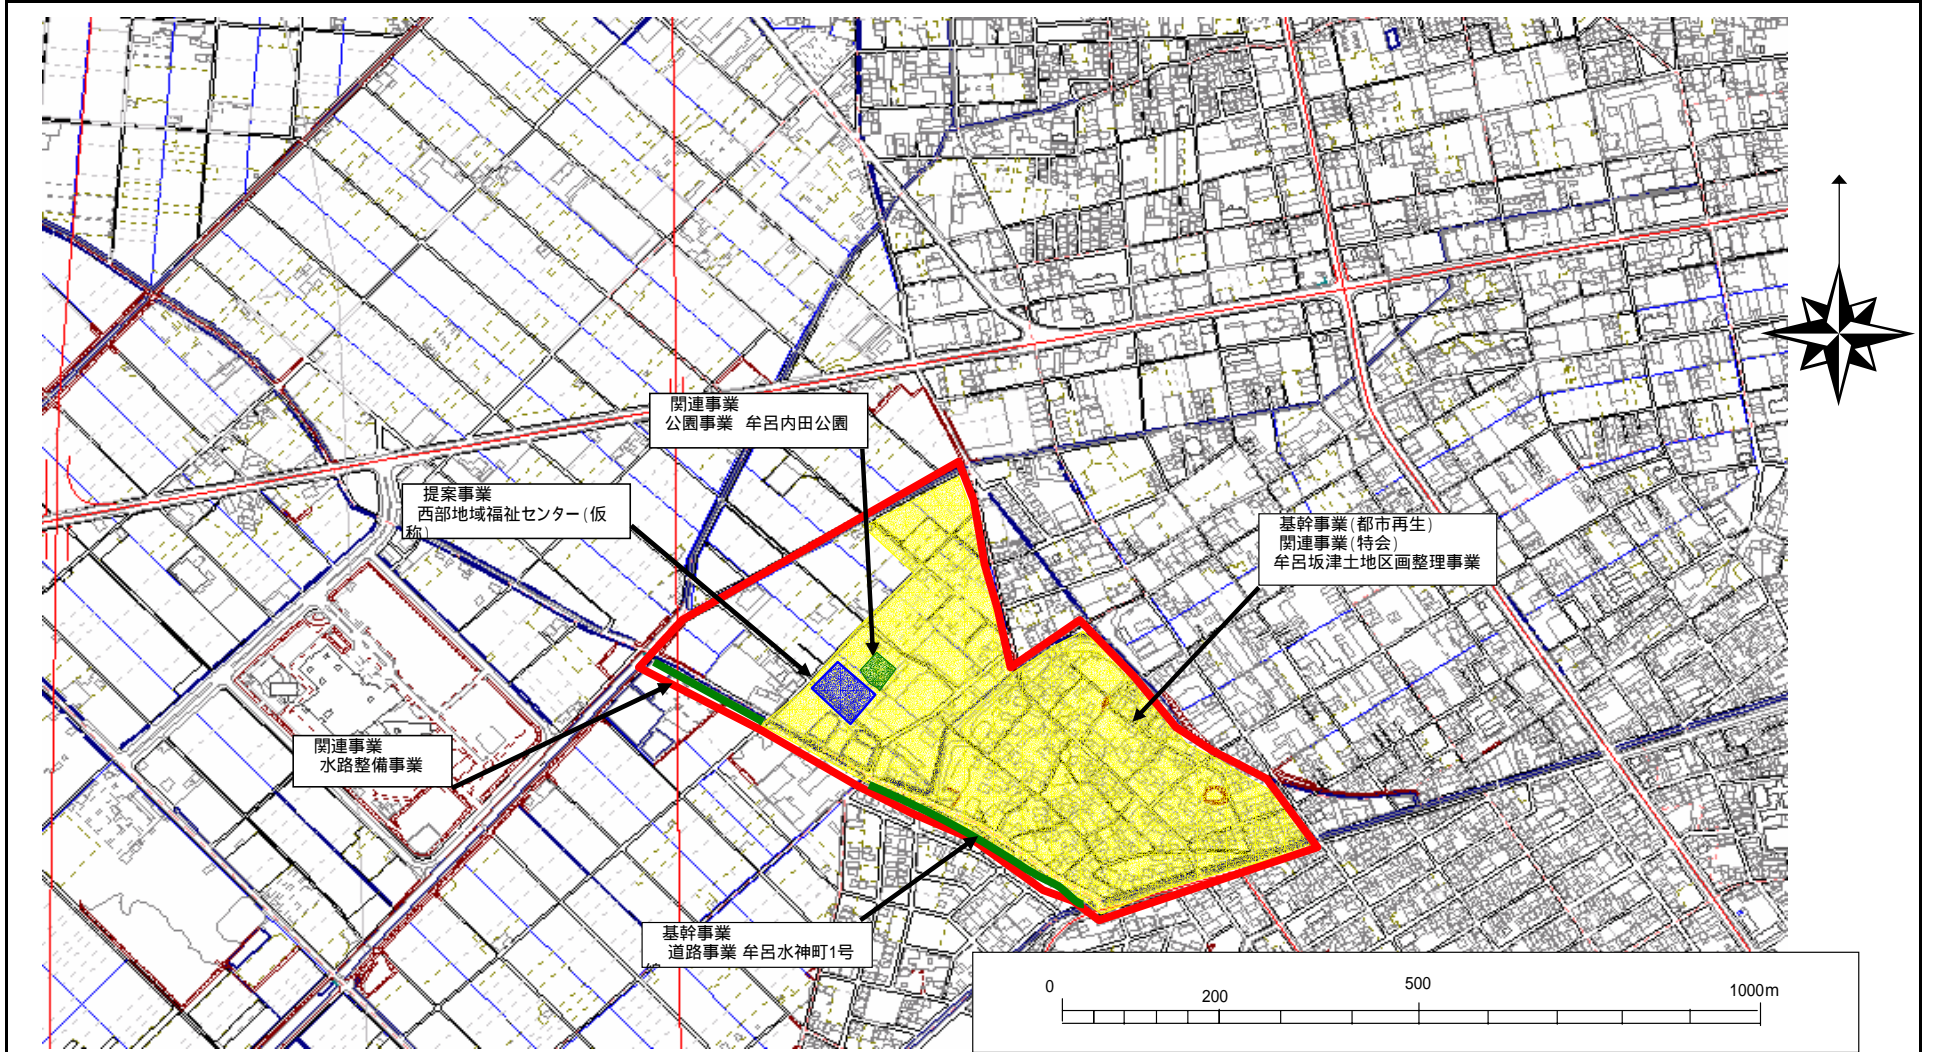 関連事業
公園事業 牟呂内田公園
提案事業
西部地域福祉センター(仮
称)
基幹事業(都市再生)
関連事業(特会)
牟呂坂津土地区画整理事業
関連事業
水路整備事業
基幹事業
道路事業 牟呂水神町1号
0
200
500
1000m